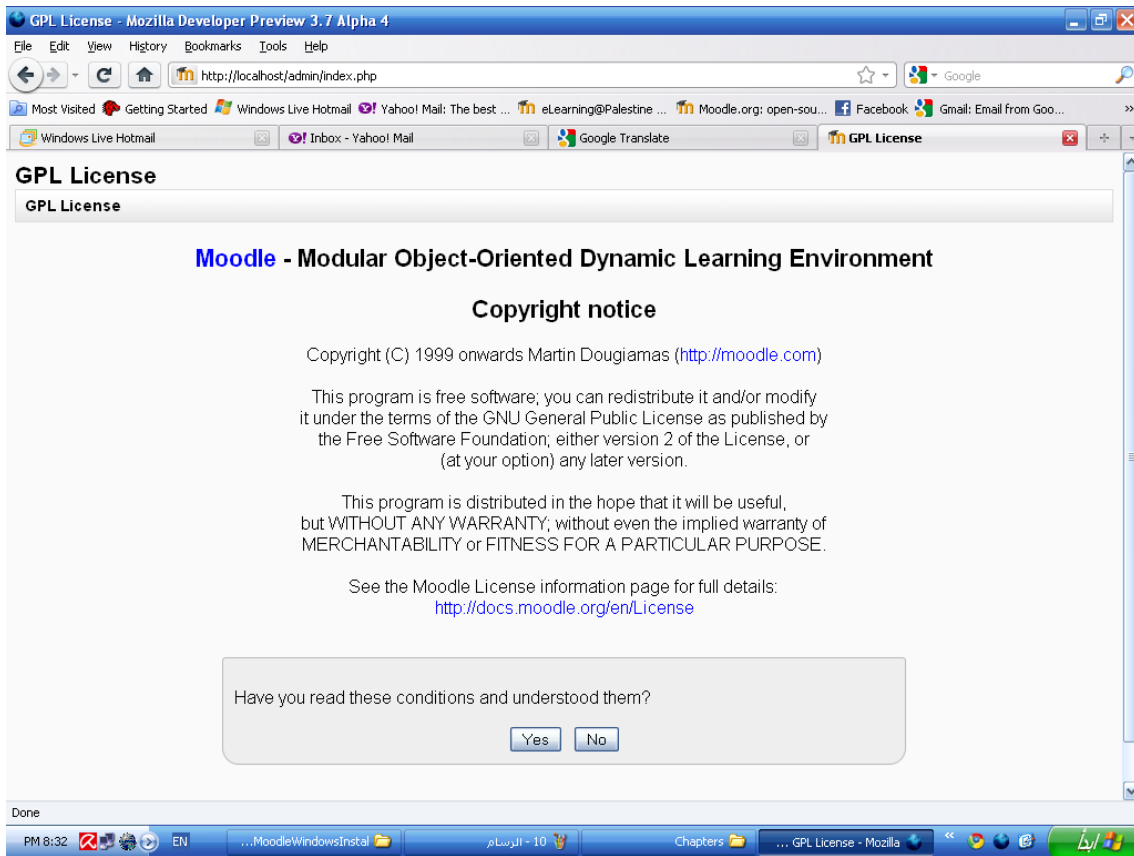 GPL License - Mozilla Developer Preview 3.7 Alpha 4
File Edit View History Bookmarks Tools Help
http://localhost/admin/index.php
Google
Most Visited Getting Started Windows Live Hotmail Yahoo! Mail: The best ... eLearning@Palestine ... Moodle.org: open-sou... Facebook Gmail: Email from Goo...
Windows Live Hotmail Inbox - Yahoo! Mail Google Translate GPL License
GPL License
GPL License
Moodle - Modular Object-Oriented Dynamic Learning Environment
Copyright notice
Copyright (C) 1999 onwards Martin Dougiamas (http://moodle.com)
This program is free software; you can redistribute it and/or modify
it under the terms of the GNU General Public License as published by
the Free Software Foundation; either version 2 of the License, or
(at your option) any later version.
This program is distributed in the hope that it will be useful,
but WITHOUT ANY WARRANTY; without even the implied warranty of
MERCHANTABILITY or FITNESS FOR A PARTICULAR PURPOSE.
See the Moodle License information page for full details:
http://docs.moodle.org/en/License
Have you read these conditions and understood them?
Yes No
Done
PM 8:32 EN ...MoodleWindowsInstal 10 - الرسام Chapters ... GPL License - Mozilla ابدأ